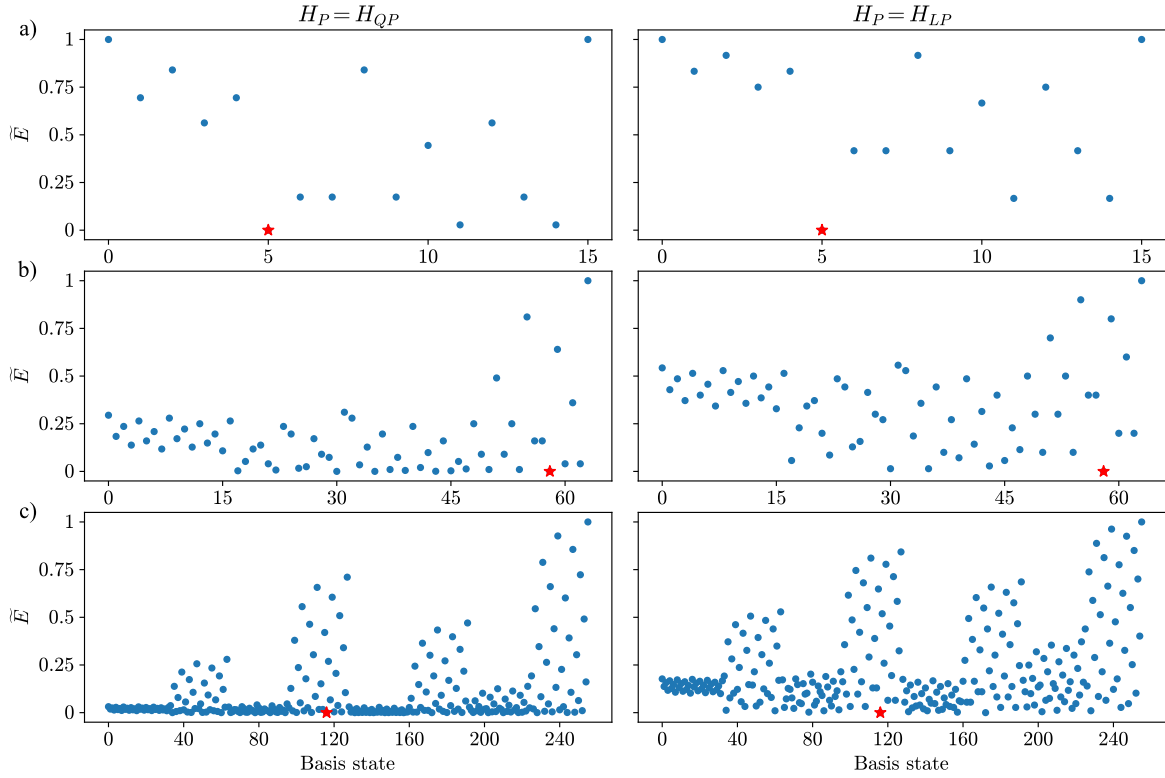 $H_P = H_{QP}$ $H_P = H_{LP}$
a)
1 0.75 0.5 0.25 0
$\widetilde{E}$
0 5 10 15
0 5 10 15
b)
1 0.75 0.5 0.25 0
$\widetilde{E}$
0 15 30 45 60
0 15 30 45 60
c)
1 0.75 0.5 0.25 0
$\widetilde{E}$
0 40 80 120 160 200 240
0 40 80 120 160 200 240
Basis state Basis state